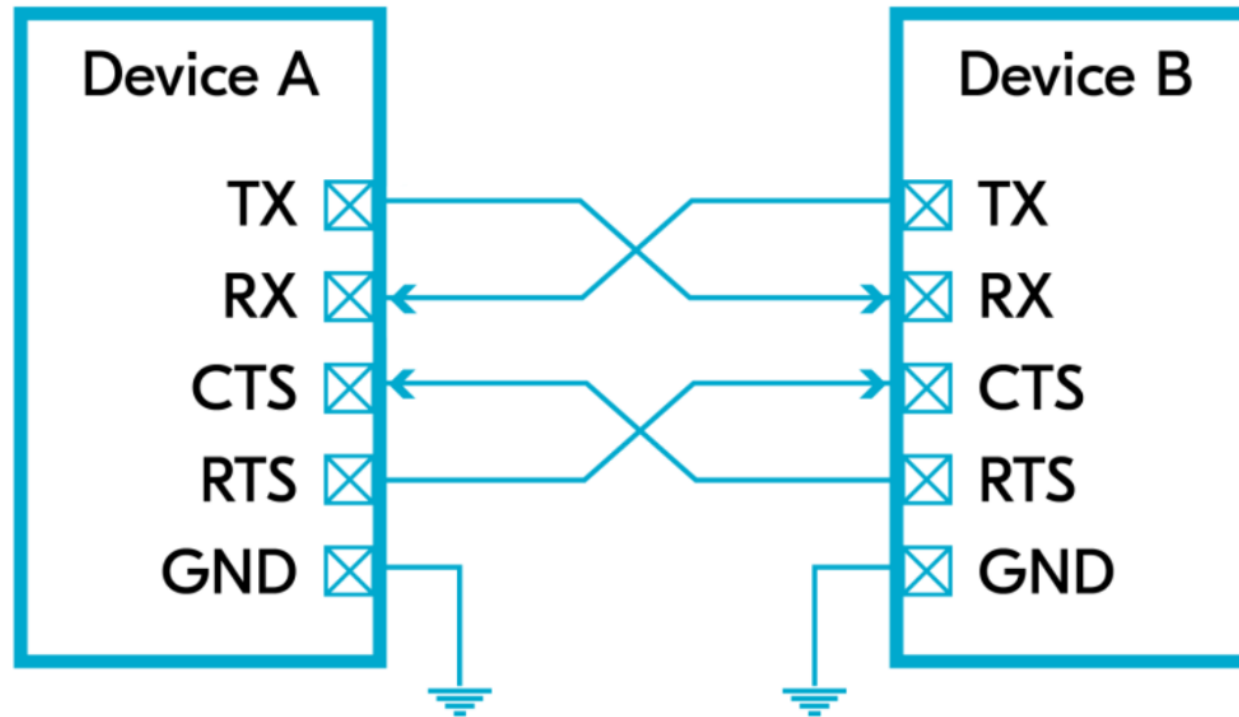 Device A
TX
RX
CTS
RTS
GND
Device B
TX
RX
CTS
RTS
GND